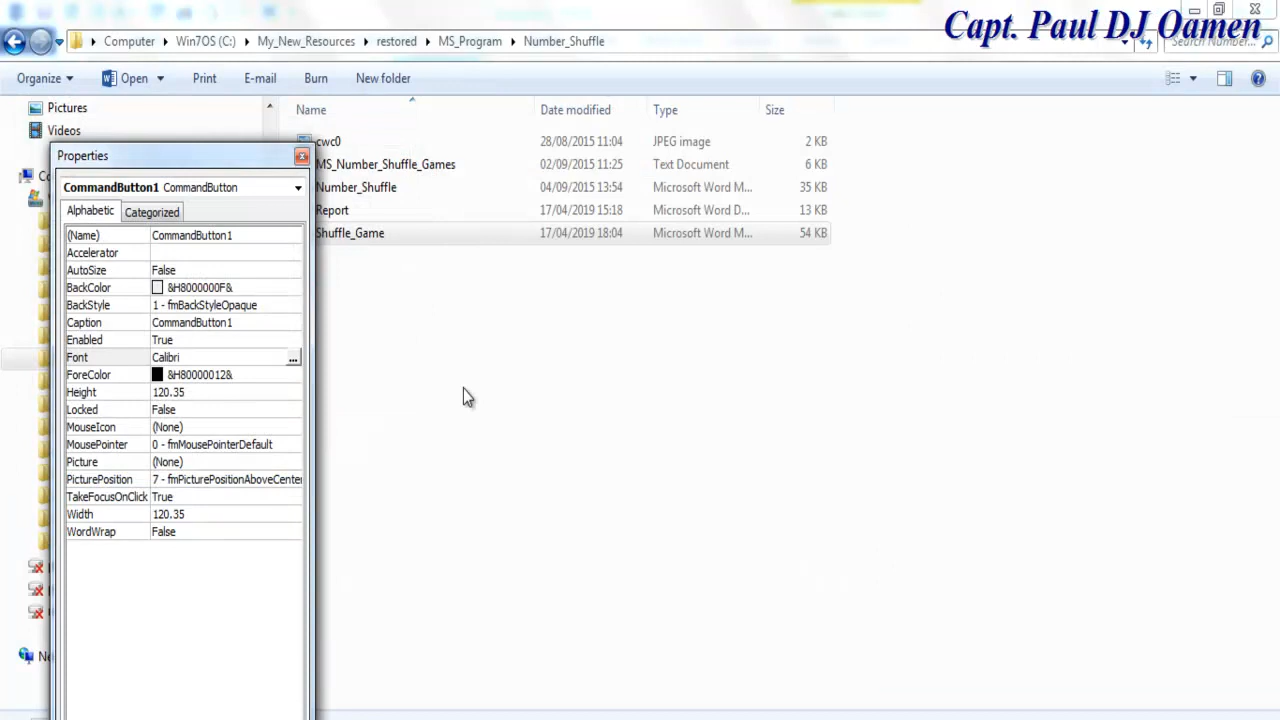 Capt. Paul DJ Oamen
Computer Win7OS (C:) My_New_Resources restored MS_Program Number_Shuffle
Search Number...
Organize Open Print E-mail Burn New folder
Pictures
Videos
Name Date modified Type Size
cwc0 28/08/2015 11:04 JPEG image 2 KB
MS_Number_Shuffle_Games 02/09/2015 11:25 Text Document 6 KB
Number_Shuffle 04/09/2015 13:54 Microsoft Word M... 35 KB
Report 17/04/2019 15:18 Microsoft Word D... 13 KB
Shuffle_Game 17/04/2019 18:04 Microsoft Word M... 54 KB
Properties
CommandButton1 CommandButton
Alphabetic Categorized
(Name) CommandButton1
Accelerator
AutoSize False
BackColor &H8000000F&
BackStyle 1 - fmBackStyleOpaque
Caption CommandButton1
Enabled True
Font Calibri ...
ForeColor &H80000012&
Height 120.35
Locked False
MouseIcon (None)
MousePointer 0 - fmMousePointerDefault
Picture (None)
PicturePosition 7 - fmPicturePositionAboveCenter
TakeFocusOnClick True
Width 120.35
WordWrap False